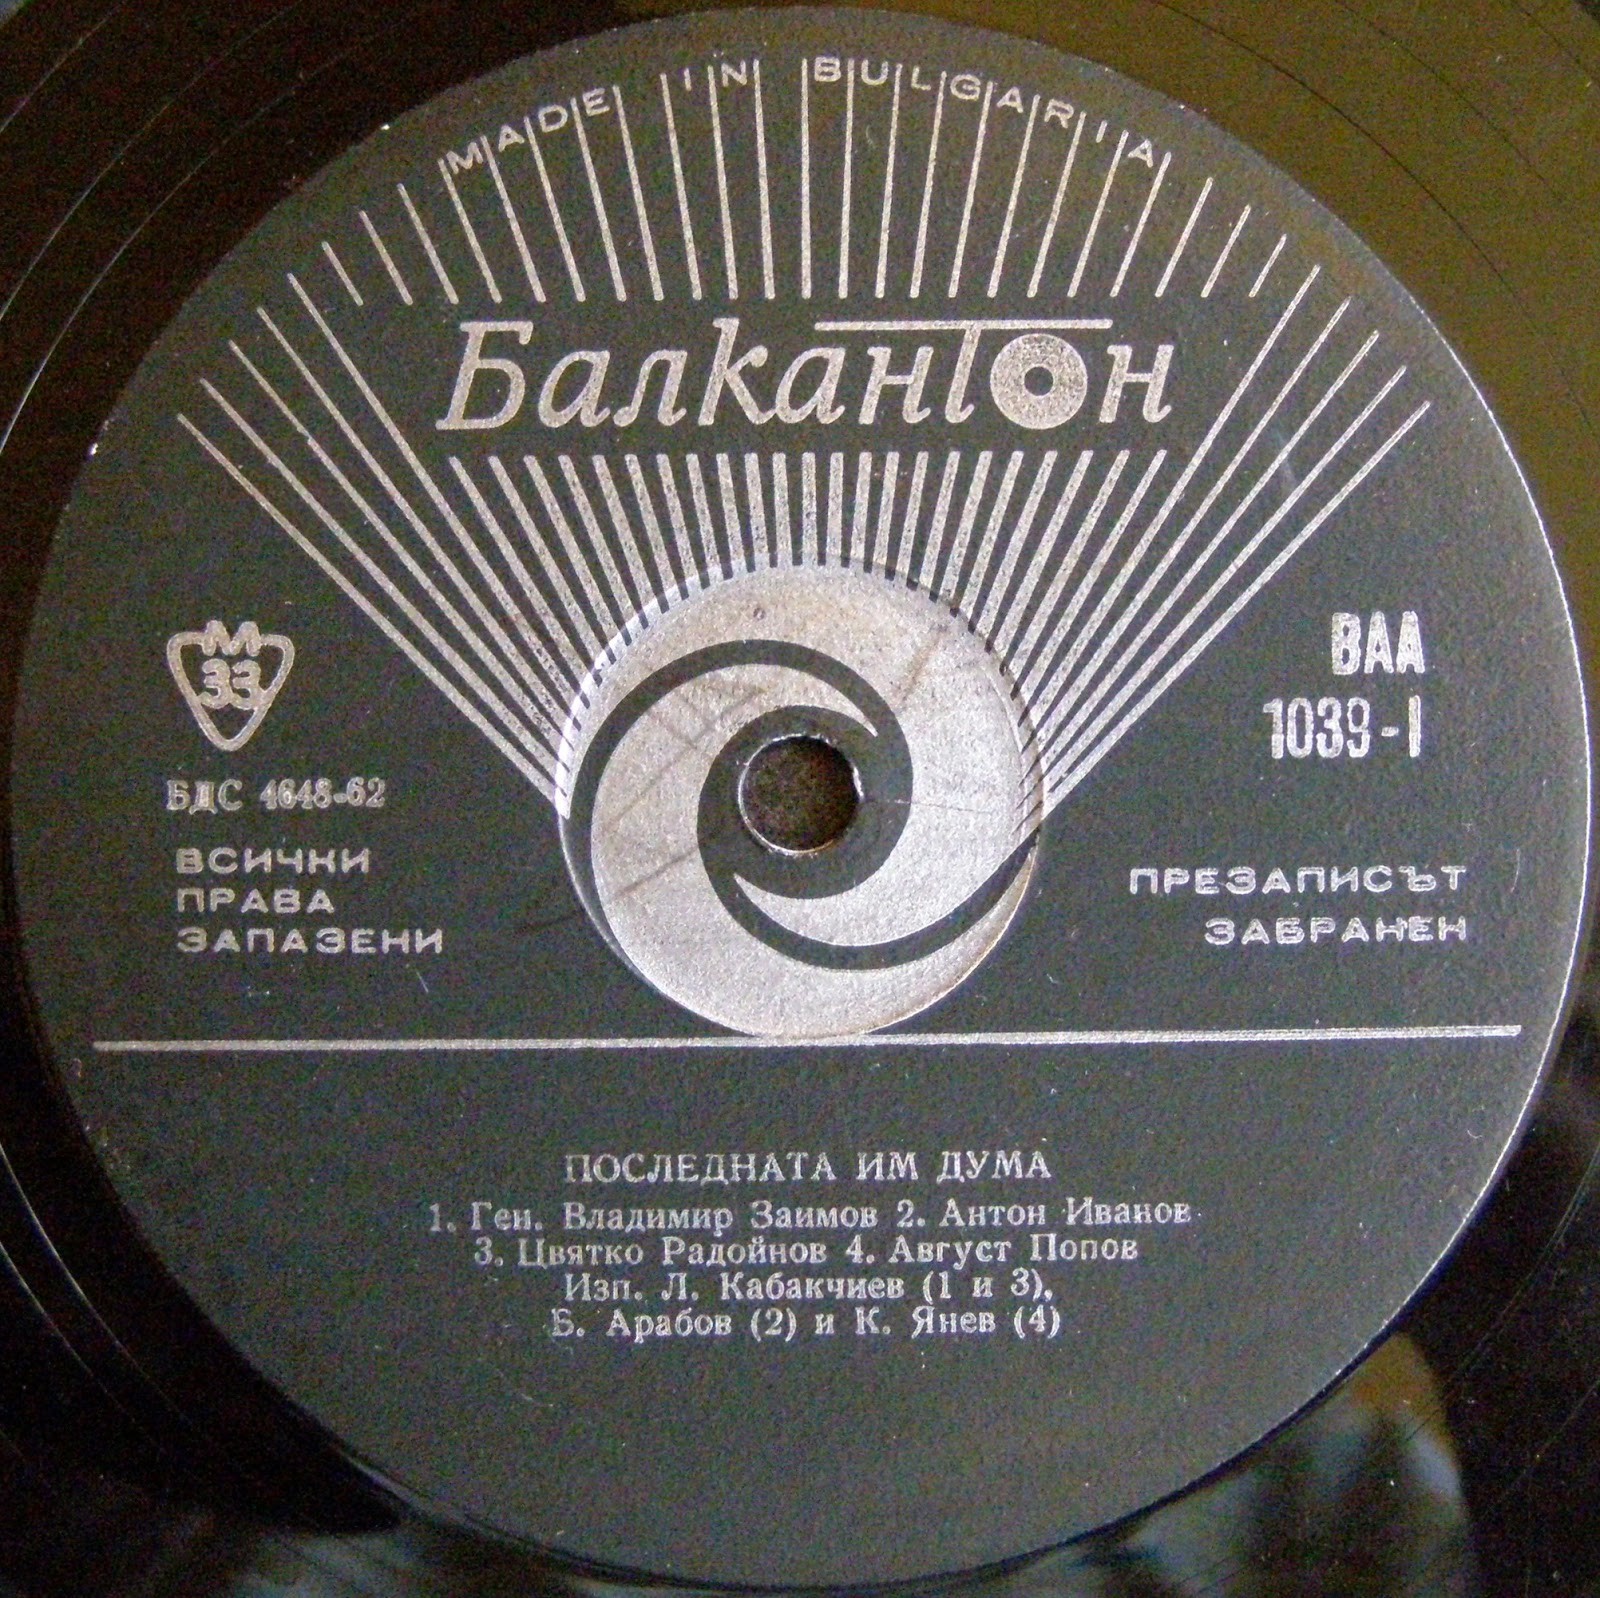 MADE IN BULGARIA
Балкантон
М
33
БДС 4648-62
ВСИЧКИ
ПРАВА
ЗАПАЗЕНИ
ВАА
1039-I
ПРЕЗАПИСЪТ
ЗАБРАНЕН
ПОСЛЕДНАТА ИМ ДУМА
1. Ген. Владимир Заимов 2. Антон Иванов
3. Цвятко Радойнов 4. Август Попов
Изп. Л. Кабакчиев (1 и 3),
Б. Арабов (2) и К. Янев (4)